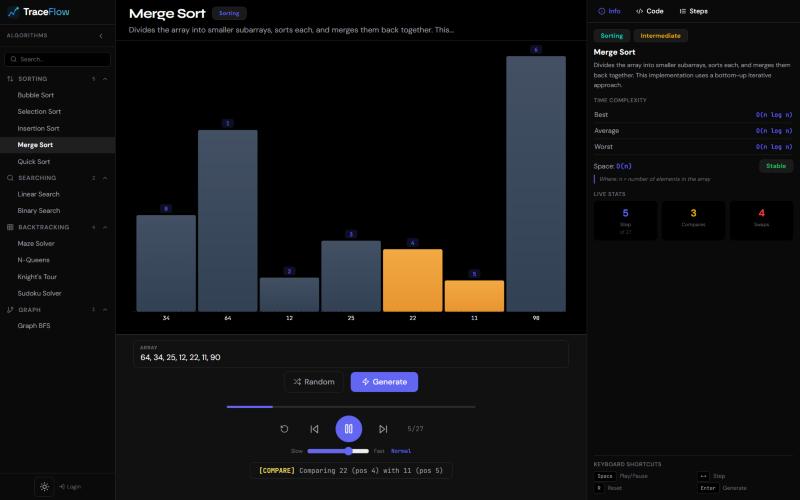 TraceFlow
ALGORITHMS
Search...
SORTING 5
Bubble Sort
Selection Sort
Insertion Sort
Merge Sort
Quick Sort
SEARCHING 2
Linear Search
Binary Search
BACKTRACKING 4
Maze Solver
N-Queens
Knight's Tour
Sudoku Solver
GRAPH
Graph BFS
Login
Merge Sort Sorting
Divides the array into smaller subarrays, sorts each, and merges them back together. This...
0 1 2 3 4 5 6
34 64 12 25 22 11 90
ARRAY
64, 34, 25, 12, 22, 11, 90
Random Generate
5/27
Slow Fast Normal
[COMPARE] Comparing 22 (pos 4) with 11 (pos 5)
Info Code Steps
Sorting Intermediate
Merge Sort
Divides the array into smaller subarrays, sorts each, and merges them
back together. This implementation uses a bottom-up iterative
approach.
TIME COMPLEXITY
Best O(n log n)
Average O(n log n)
Worst O(n log n)
Space: O(n) Stable
Where: n = number of elements in the array
LIVE STATS
5 3 4
Step Compares Swaps
of 27
KEYBOARD SHORTCUTS
Space Play/Pause ←→ Step
R Reset Enter Generate